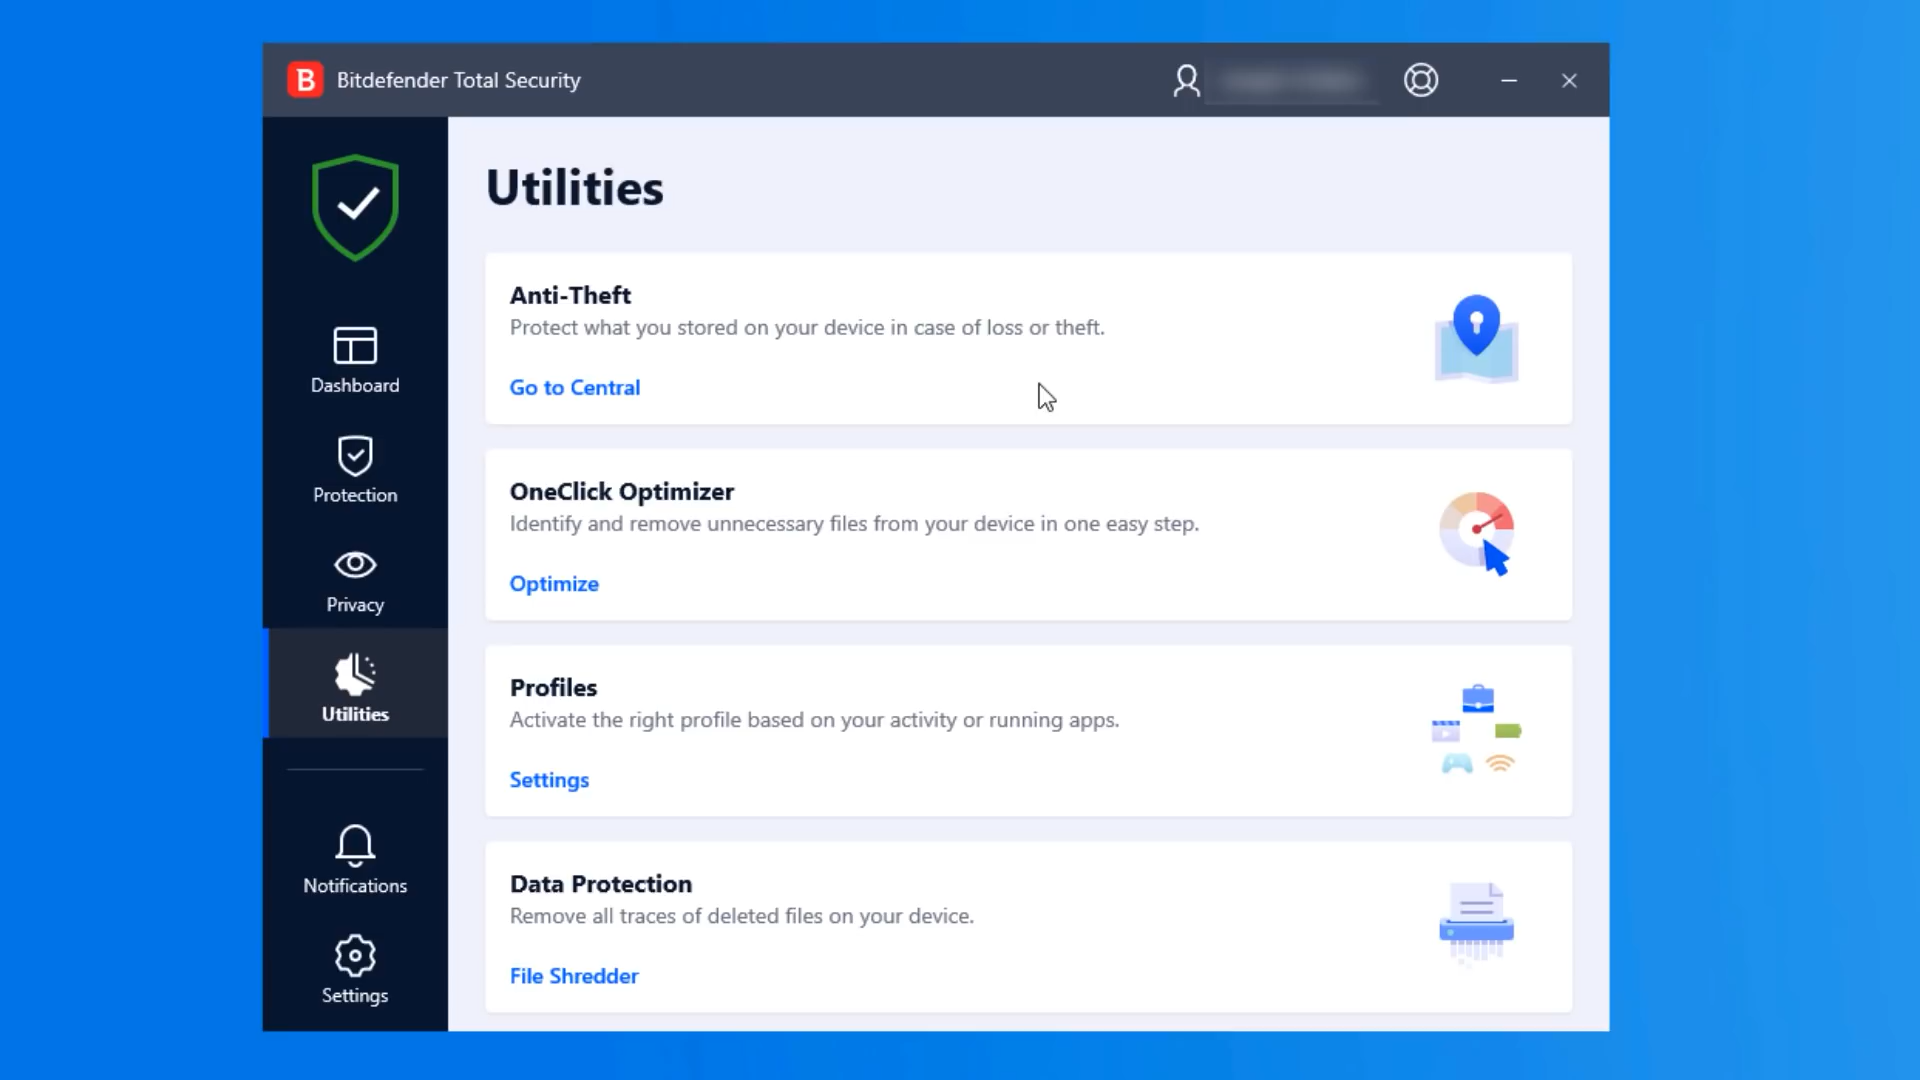 B Bitdefender Total Security
Utilities
Anti-Theft
Protect what you stored on your device in case of loss or theft.
Go to Central
OneClick Optimizer
Identify and remove unnecessary files from your device in one easy step.
Optimize
Profiles
Activate the right profile based on your activity or running apps.
Settings
Data Protection
Remove all traces of deleted files on your device.
File Shredder
Dashboard
Protection
Privacy
Utilities
Notifications
Settings